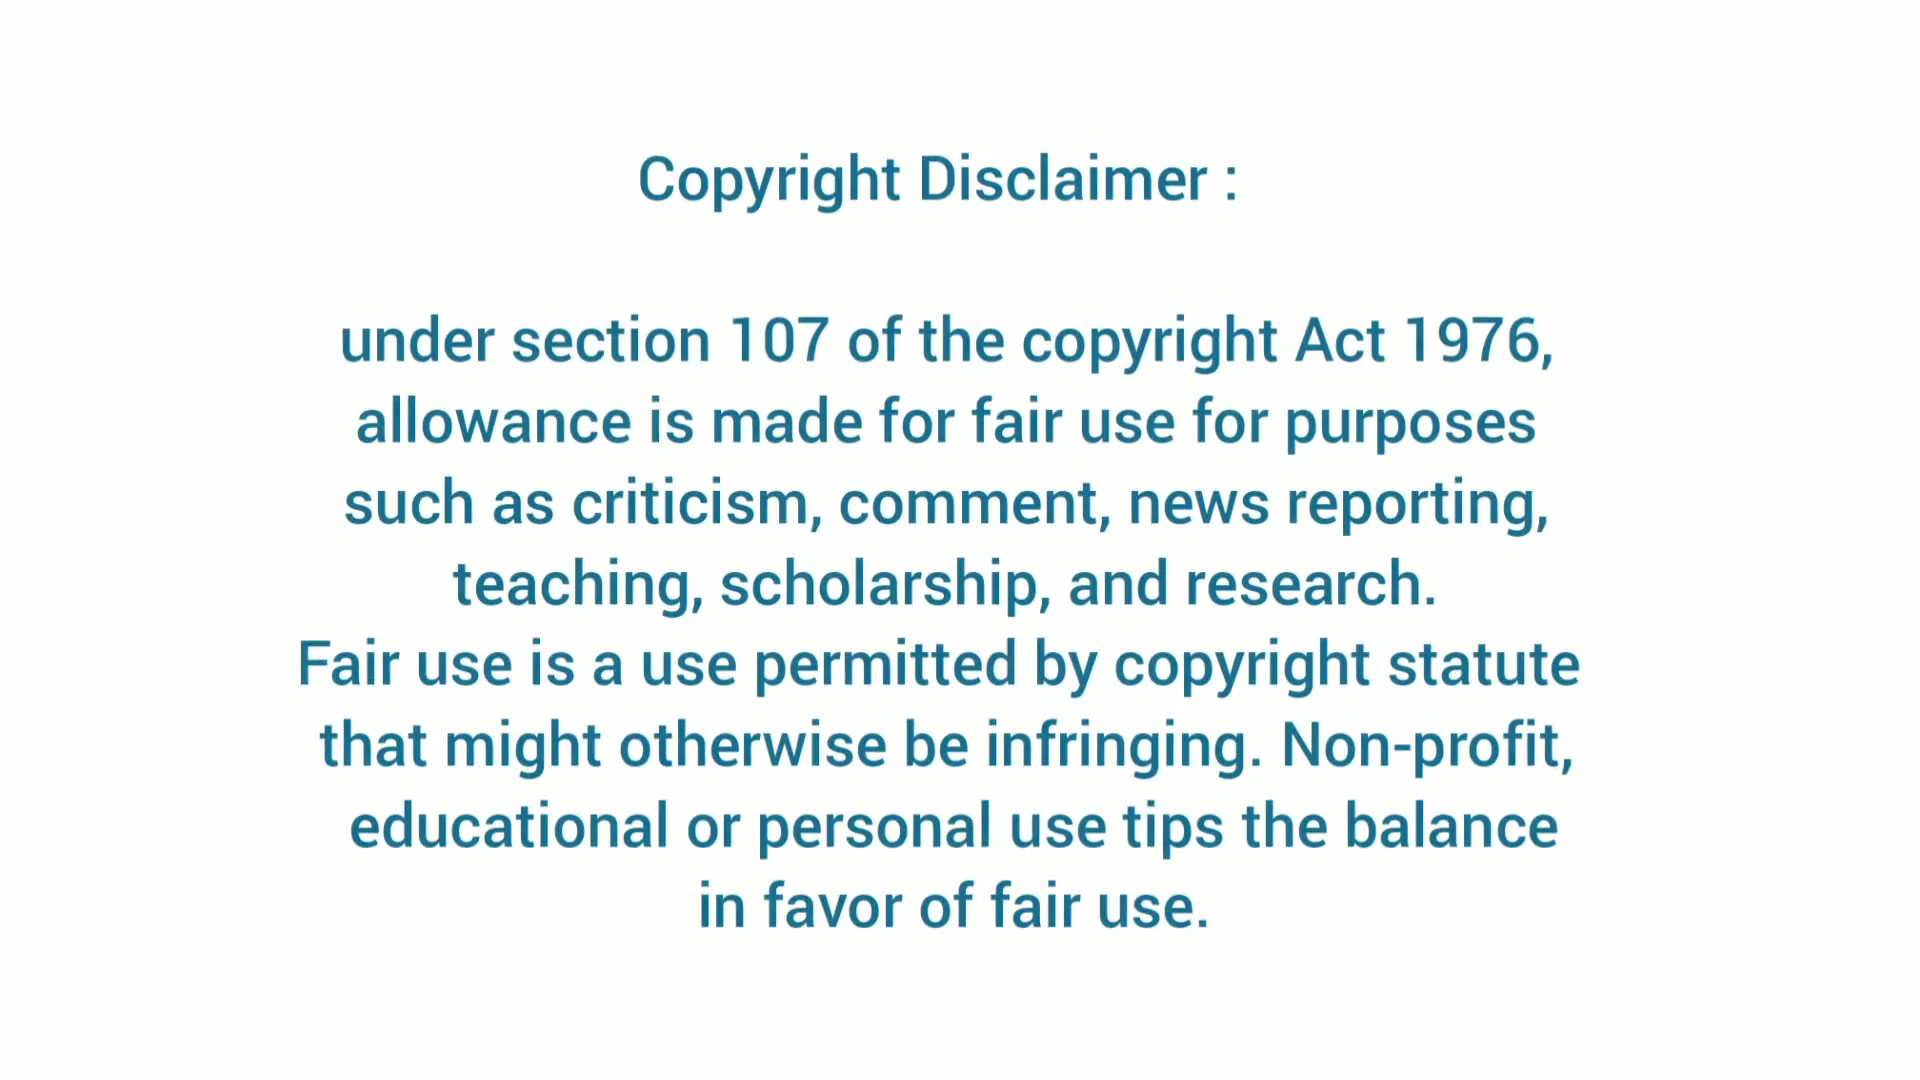 Copyright Disclaimer :
under section 107 of the copyright Act 1976,
allowance is made for fair use for purposes
such as criticism, comment, news reporting,
teaching, scholarship, and research.
Fair use is a use permitted by copyright statute
that might otherwise be infringing. Non-profit,
educational or personal use tips the balance
in favor of fair use.